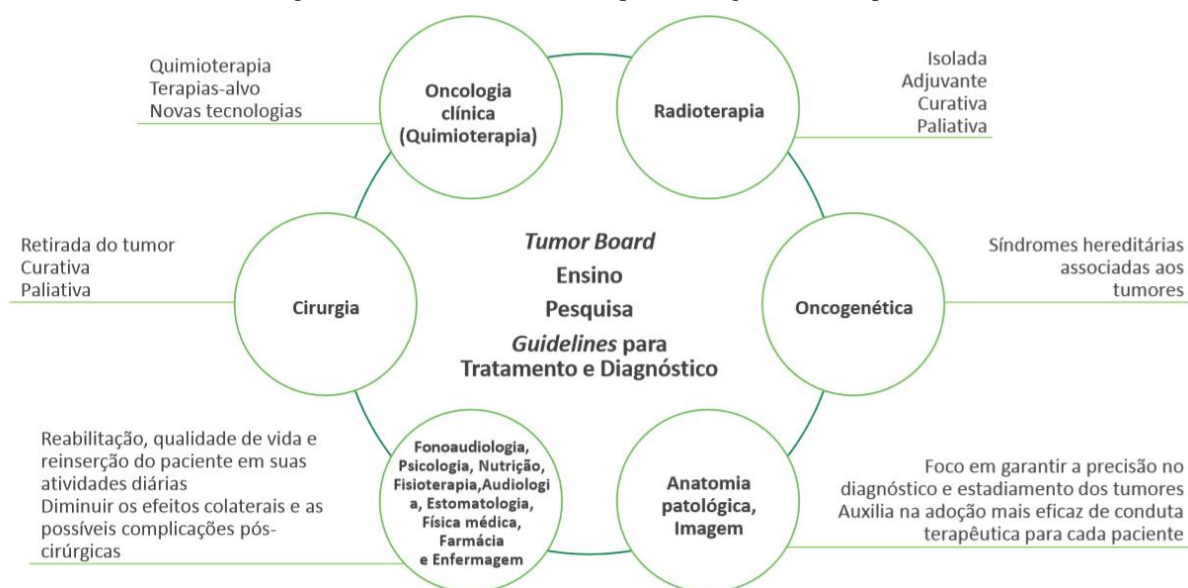 Quimioterapia
Terapias-alvo
Novas tecnologias
Oncologia
clínica
(Quimioterapia)
Radioterapia
Isolada
Adjuvante
Curativa
Paliativa
Retirada do tumor
Curativa
Paliativa
Cirurgia
Tumor Board
Ensino
Pesquisa
Guidelines para
Tratamento e Diagnóstico
Oncogenética
Síndromes hereditárias
associadas aos
tumores
Reabilitação, qualidade de vida e
reinserção do paciente em suas
atividades diárias
Diminuir os efeitos colaterais e as
possíveis complicações pós-
cirúrgicas
Fonoaudiologia,
Psicologia, Nutrição,
Fisioterapia,Audiologi
a, Estomatologia,
Física médica,
Farmácia
e Enfermagem
Anatomia
patológica,
Imagem
Foco em garantir a precisão no
diagnóstico e estadiamento dos tumores
Auxilia na adoção mais eficaz de conduta
terapêutica para cada paciente